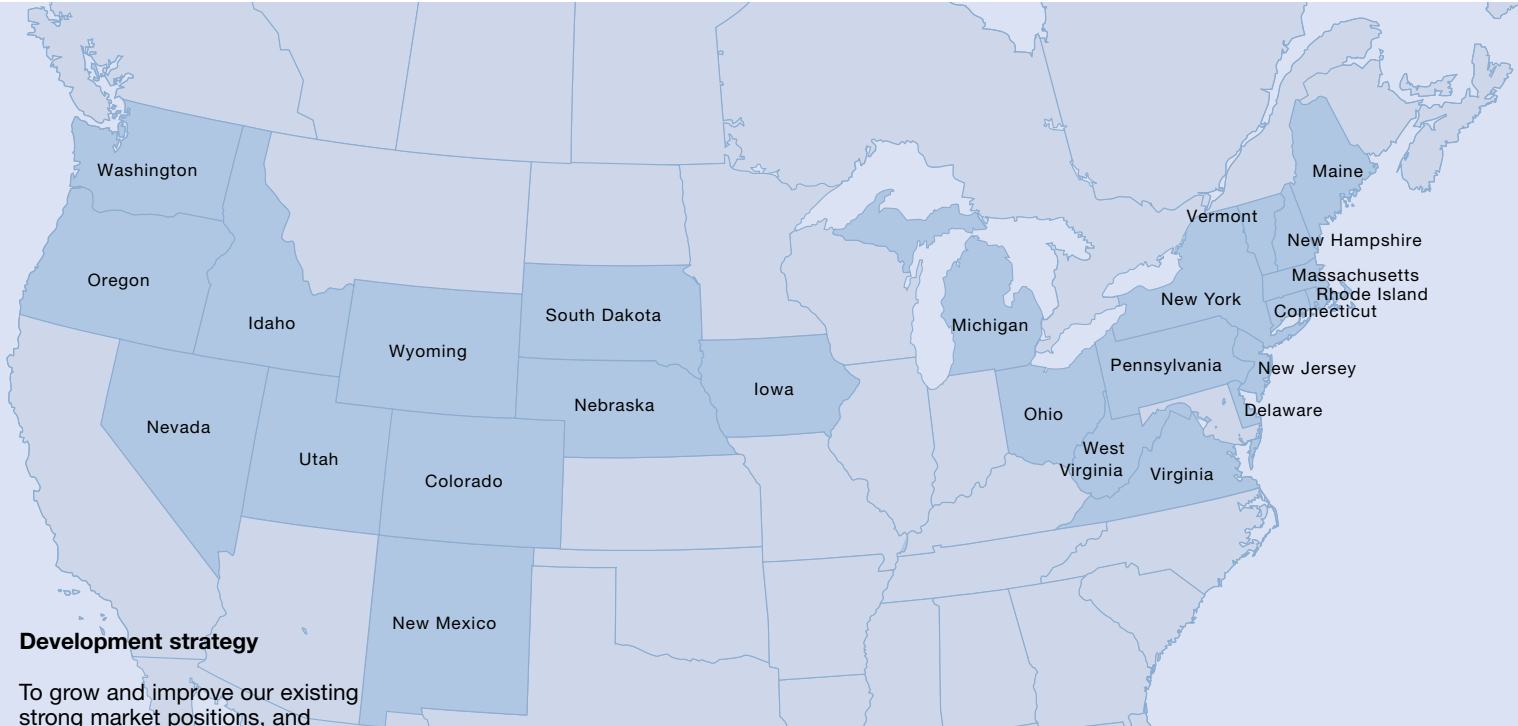 Washington
Maine
Vermont
New Hampshire
Oregon
Massachusetts
Rhode Island
New York
Connecticut
South Dakota
Idaho
Michigan
Wyoming
Pennsylvania
New Jersey
Iowa
Nebraska
Delaware
Ohio
Nevada
West
Virginia
Utah
Virginia
Colorado
New Mexico
Development strategy
To grow and improve our existing
strong market positions, and